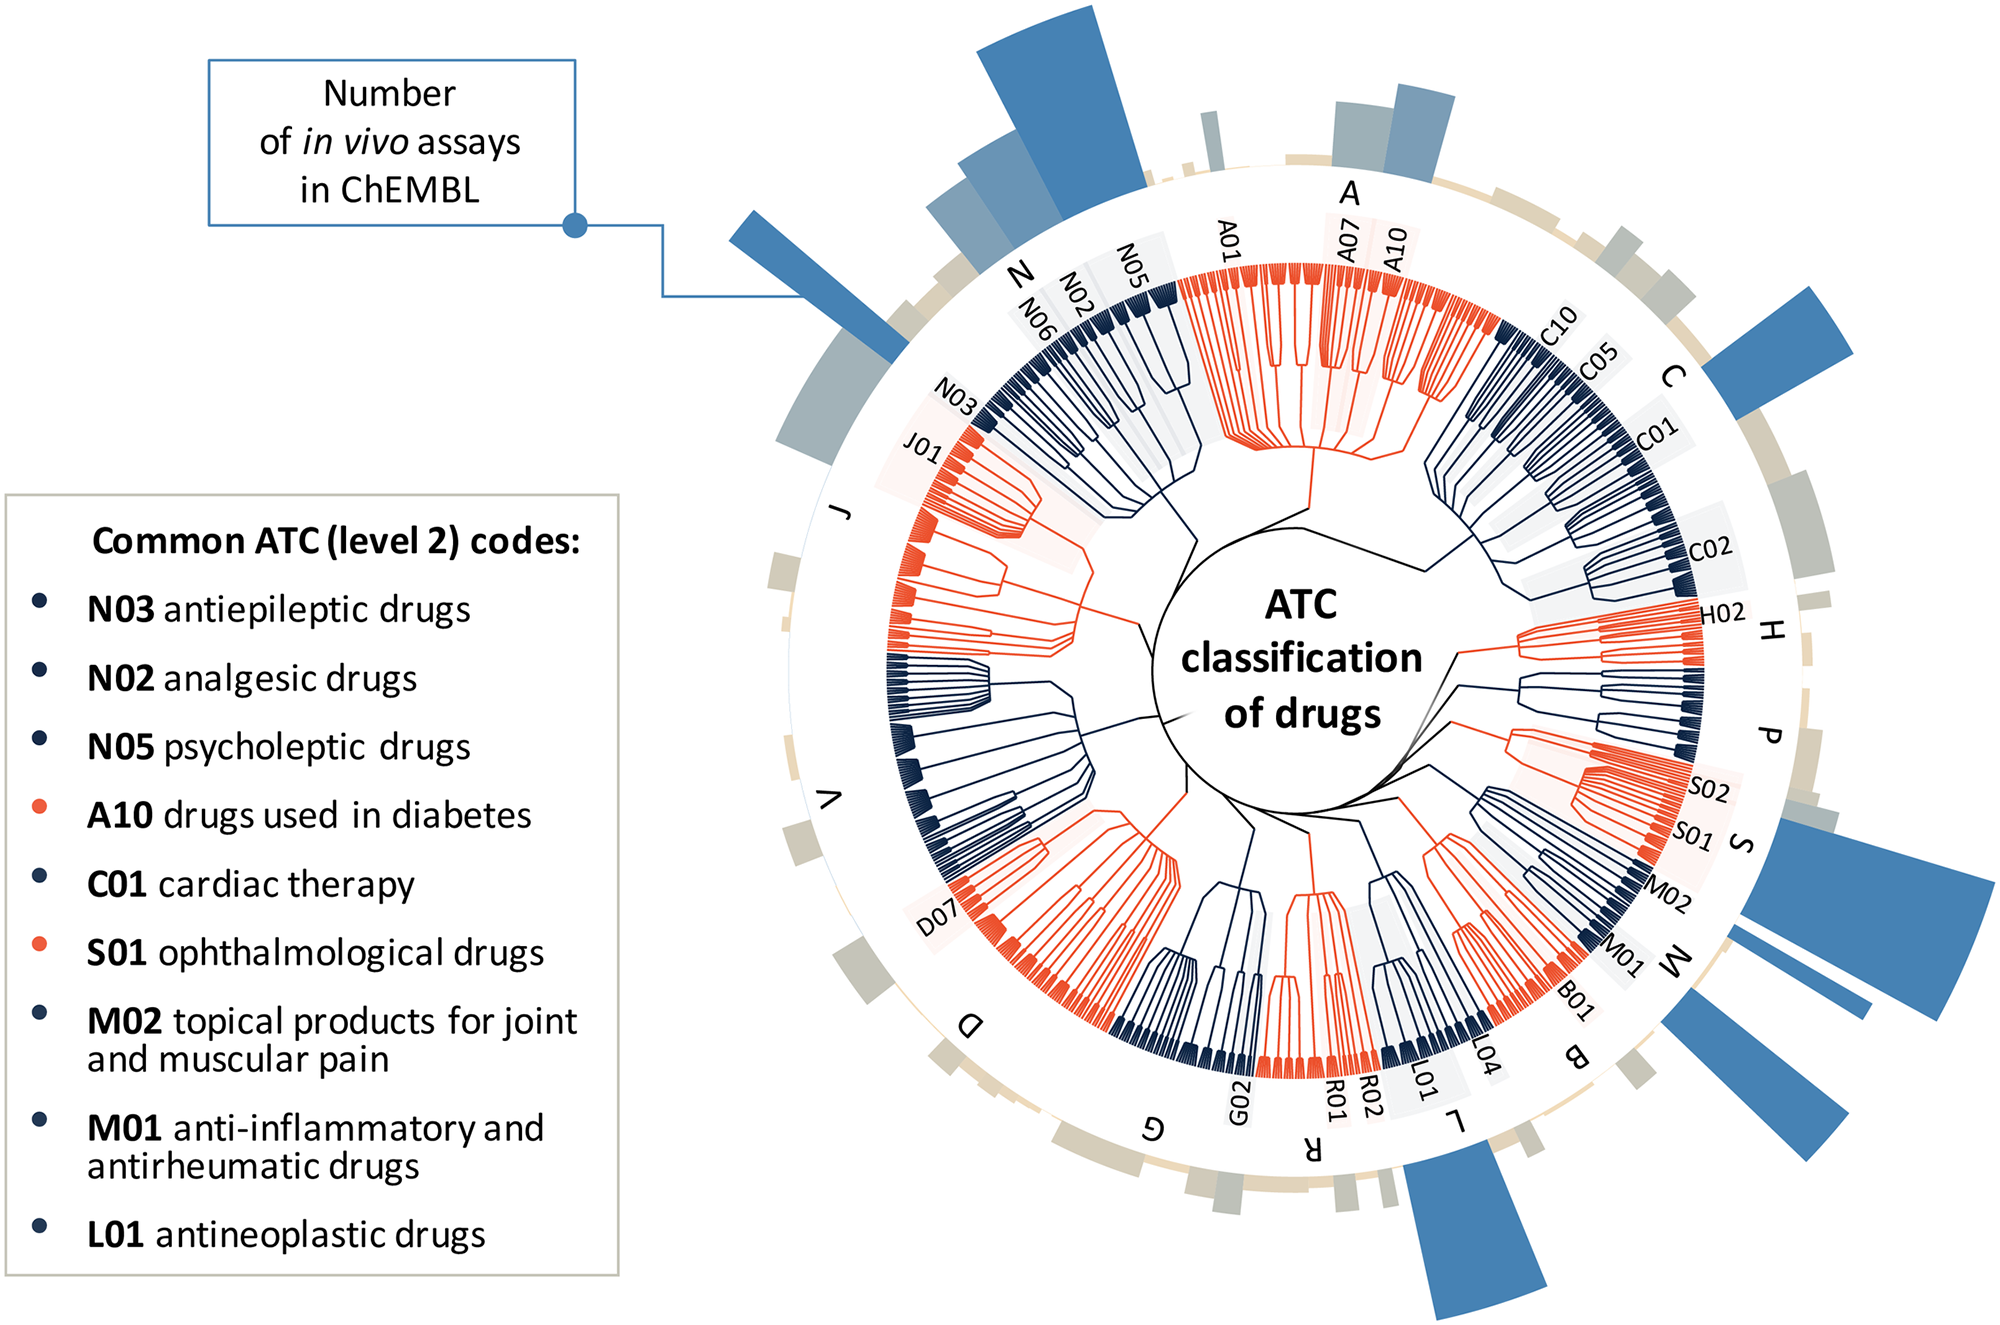 Number
of in vivo assays
in ChEMBL
Common ATC (level 2) codes:
N03 antiepileptic drugs
N02 analgesic drugs
N05 psycholeptic drugs
A10 drugs used in diabetes
C01 cardiac therapy
S01 ophthalmological drugs
M02 topical products for joint
and muscular pain
M01 anti-inflammatory and
antirheumatic drugs
L01 antineoplastic drugs
ATC
classification
of drugs
A
A01
A07
A10
C
C10
C05
C01
C02
H
H02
P
S
S02
S01
M
M02
M01
B
B01
L
L04
L01
R
R02
R01
G
G02
D
D07
V
J
J01
N
N03
N06
N02
N05